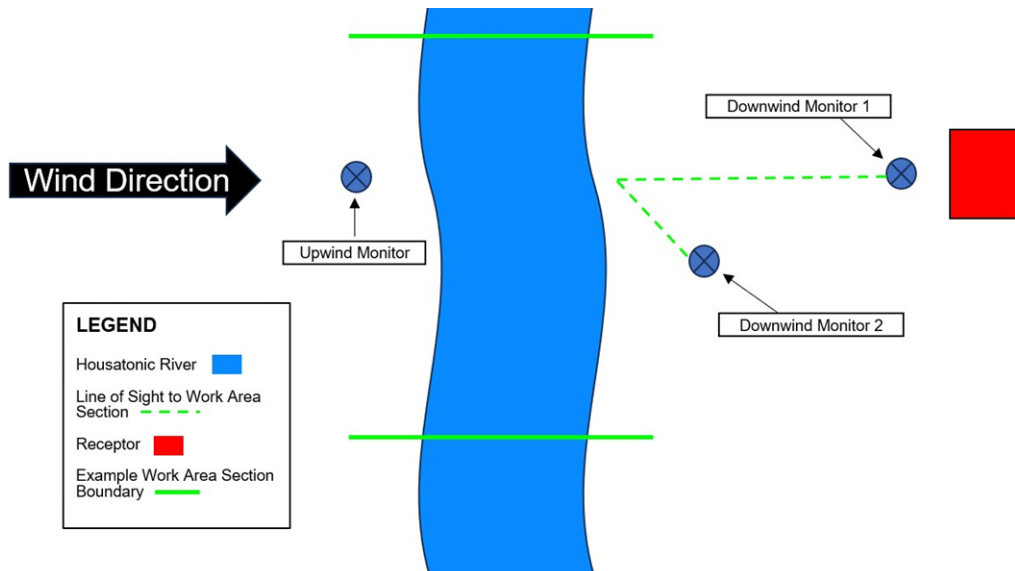 Downwind Monitor 1
Wind Direction
Upwind Monitor
Downwind Monitor 2
LEGEND
Housatonic River
Line of Sight to Work Area
Section
Receptor
Example Work Area Section
Boundary